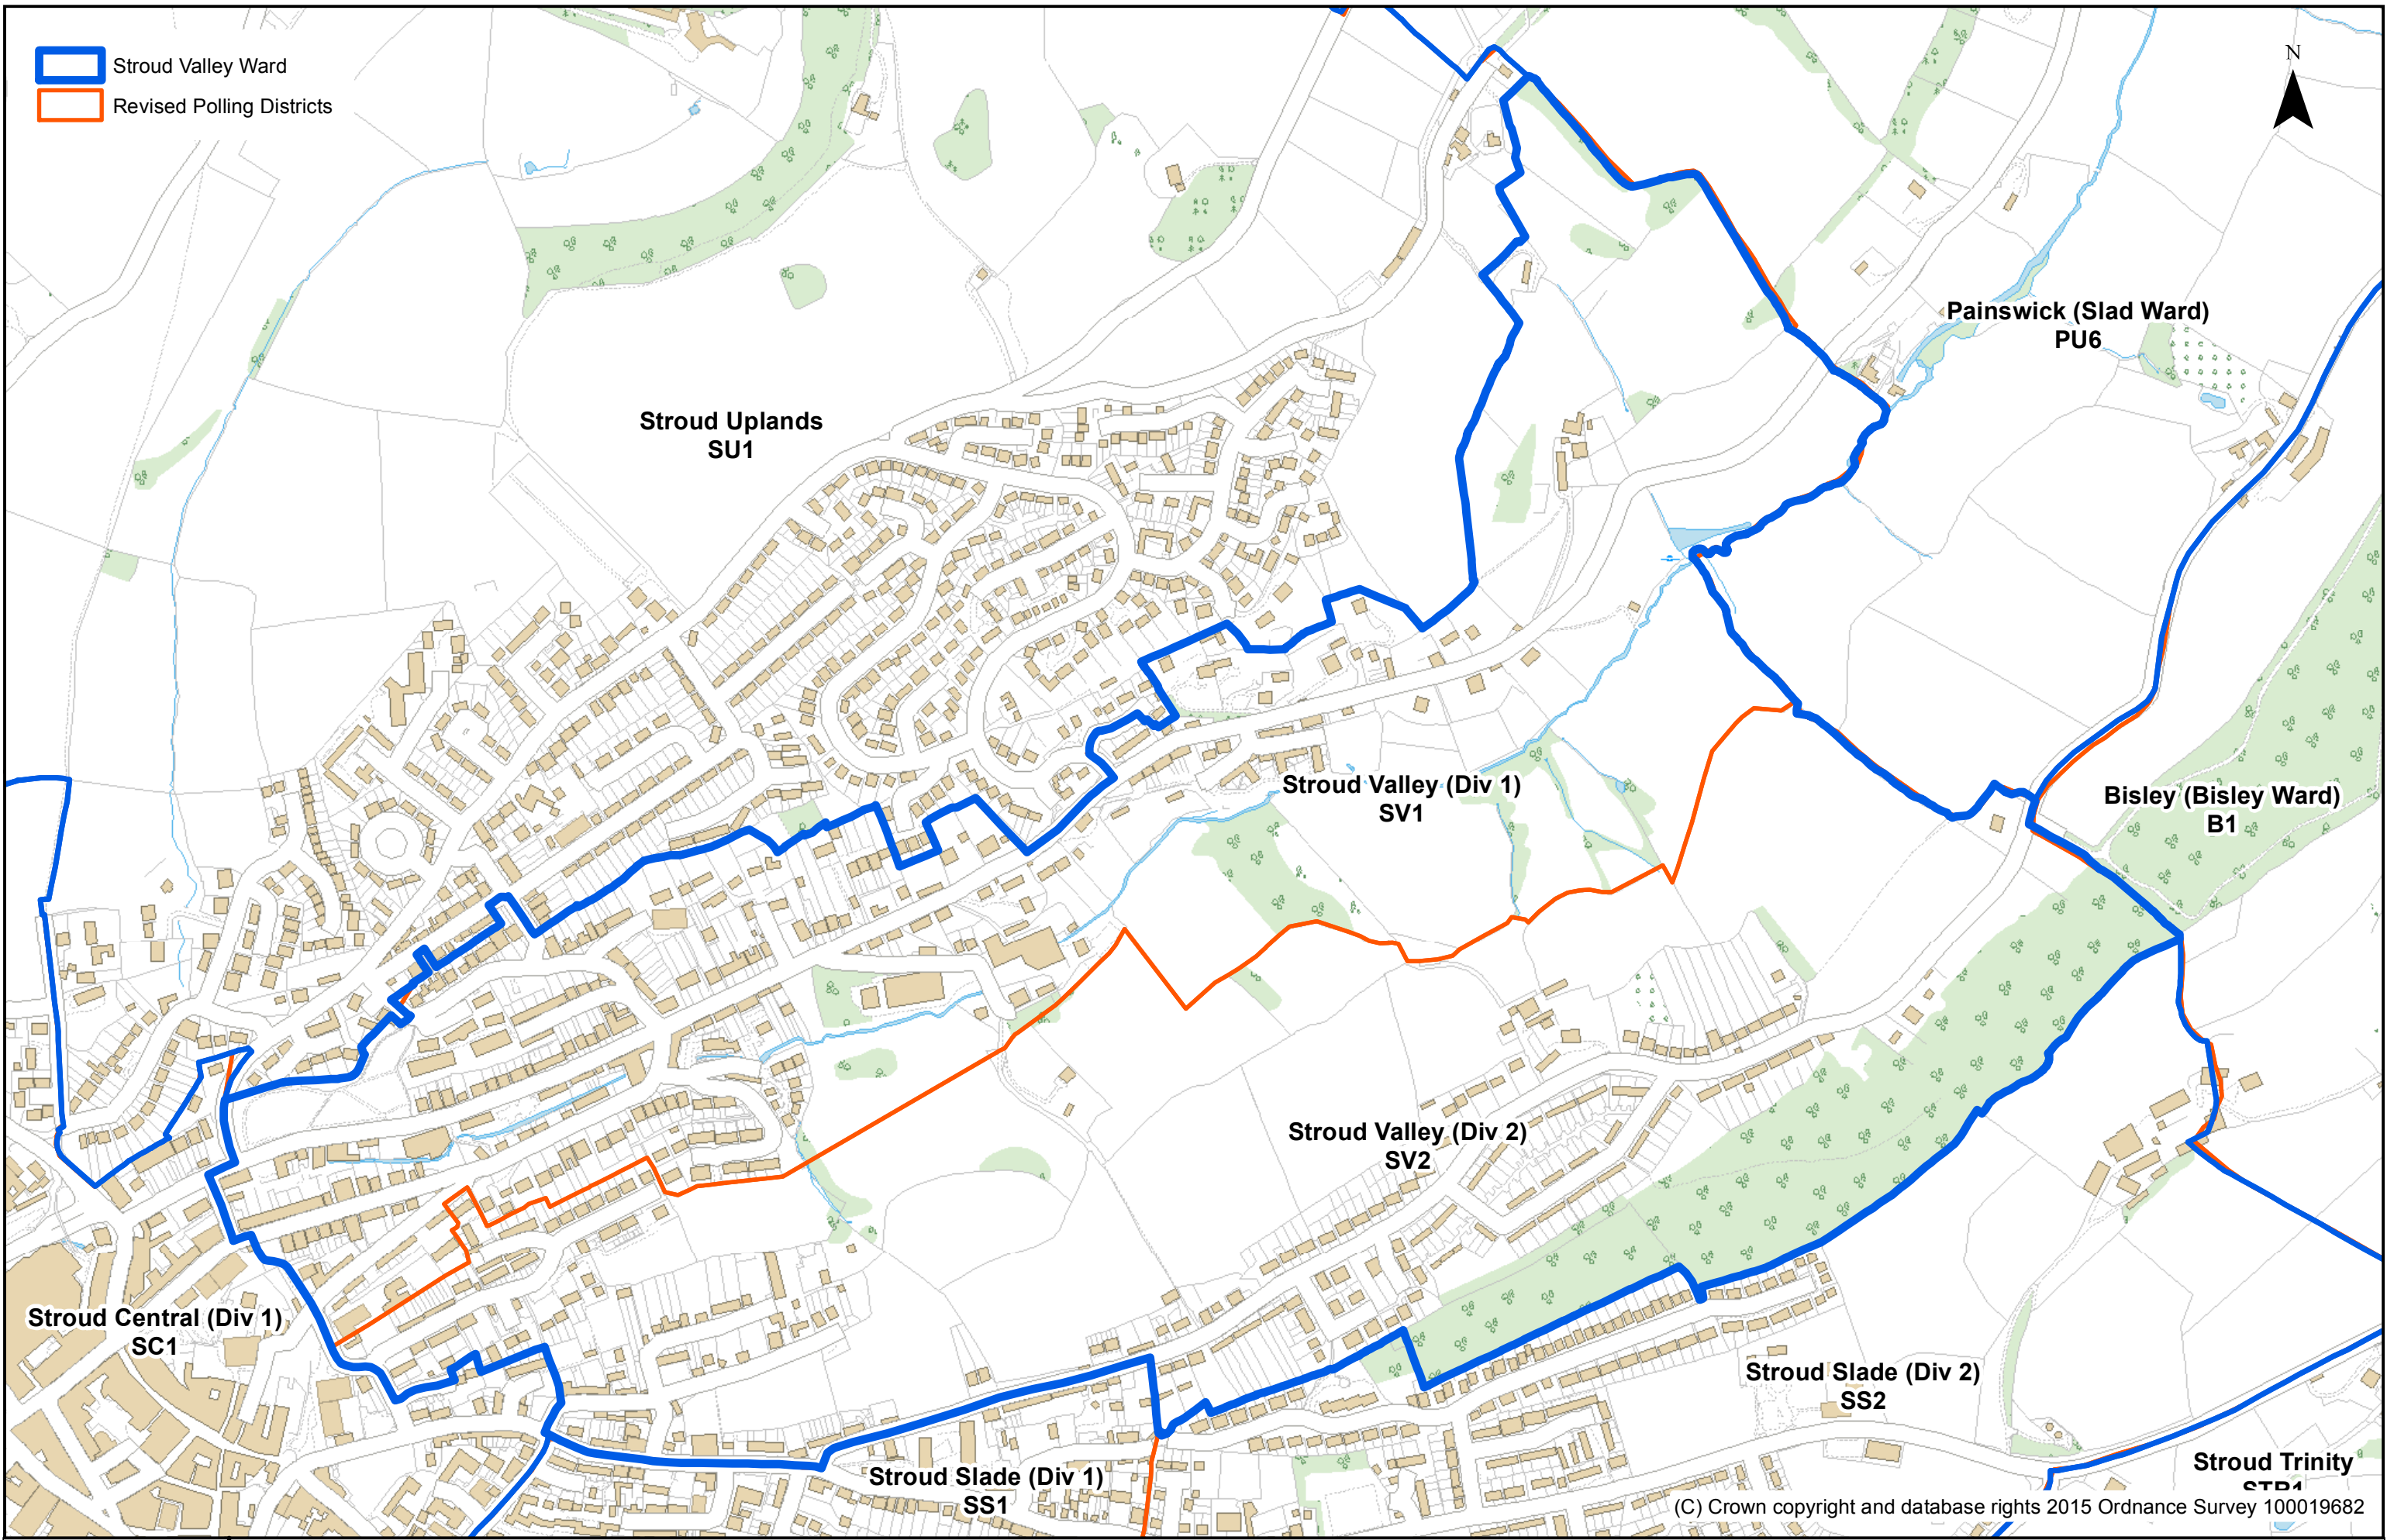 Stroud Valley Ward
Revised Polling Districts
N
Painswick (Slad Ward)
PU6
Stroud Uplands
SU1
Stroud Valley (Div 1)
SV1
Bisley (Bisley Ward)
B1
Stroud Valley (Div 2)
SV2
Stroud Central (Div 1)
SC1
Stroud Slade (Div 2)
SS2
Stroud Slade (Div 1)
SS1
Stroud Trinity
(C) Crown copyright and database rights 2015 Ordnance Survey 100019682